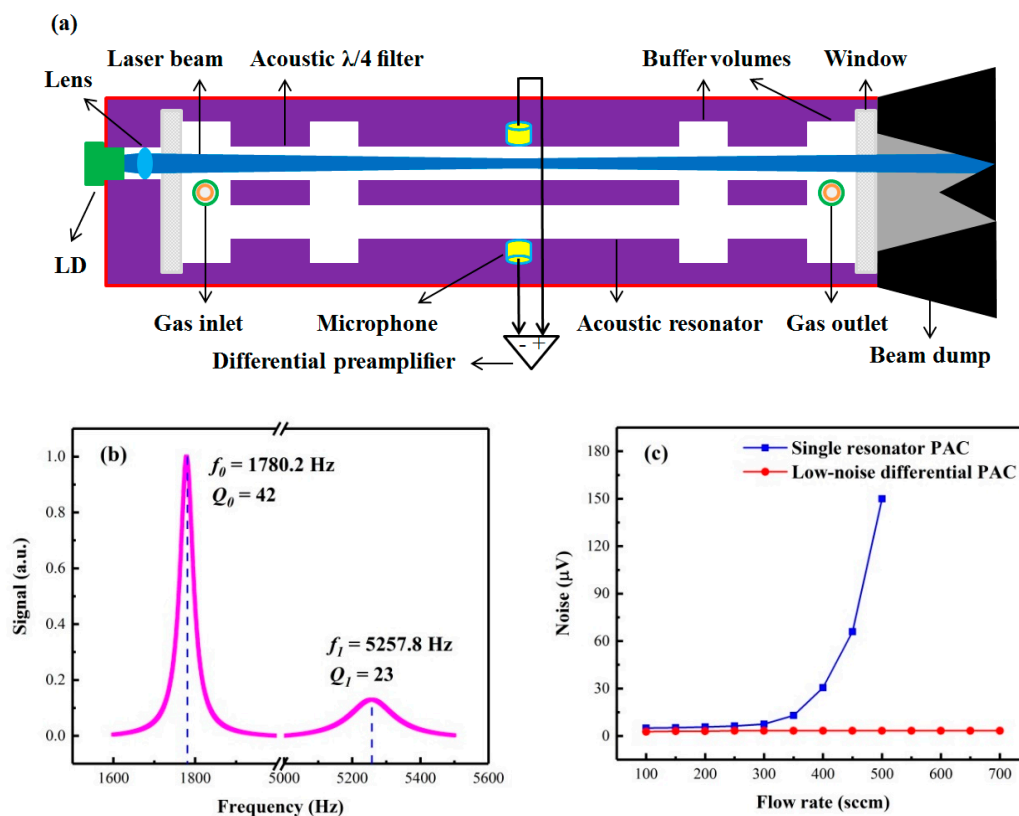 (a)
Laser beam Acoustic λ/4 filter Buffer volumes Window
Lens
LD
Gas inlet Microphone Acoustic resonator Gas outlet
- +
Differential preamplifier Beam dump
(b)
f0 = 1780.2 Hz
Q0 = 42
f1 = 5257.8 Hz
Q1 = 23
Signal (a.u.)
1.0
0.8
0.6
0.4
0.2
0.0
1600 1800 5000 5200 5400 5600
Frequency (Hz)
(c)
Single resonator PAC
Low-noise differential PAC
Noise (μV)
180
150
120
90
60
30
0
100 200 300 400 500 600 700
Flow rate (sccm)